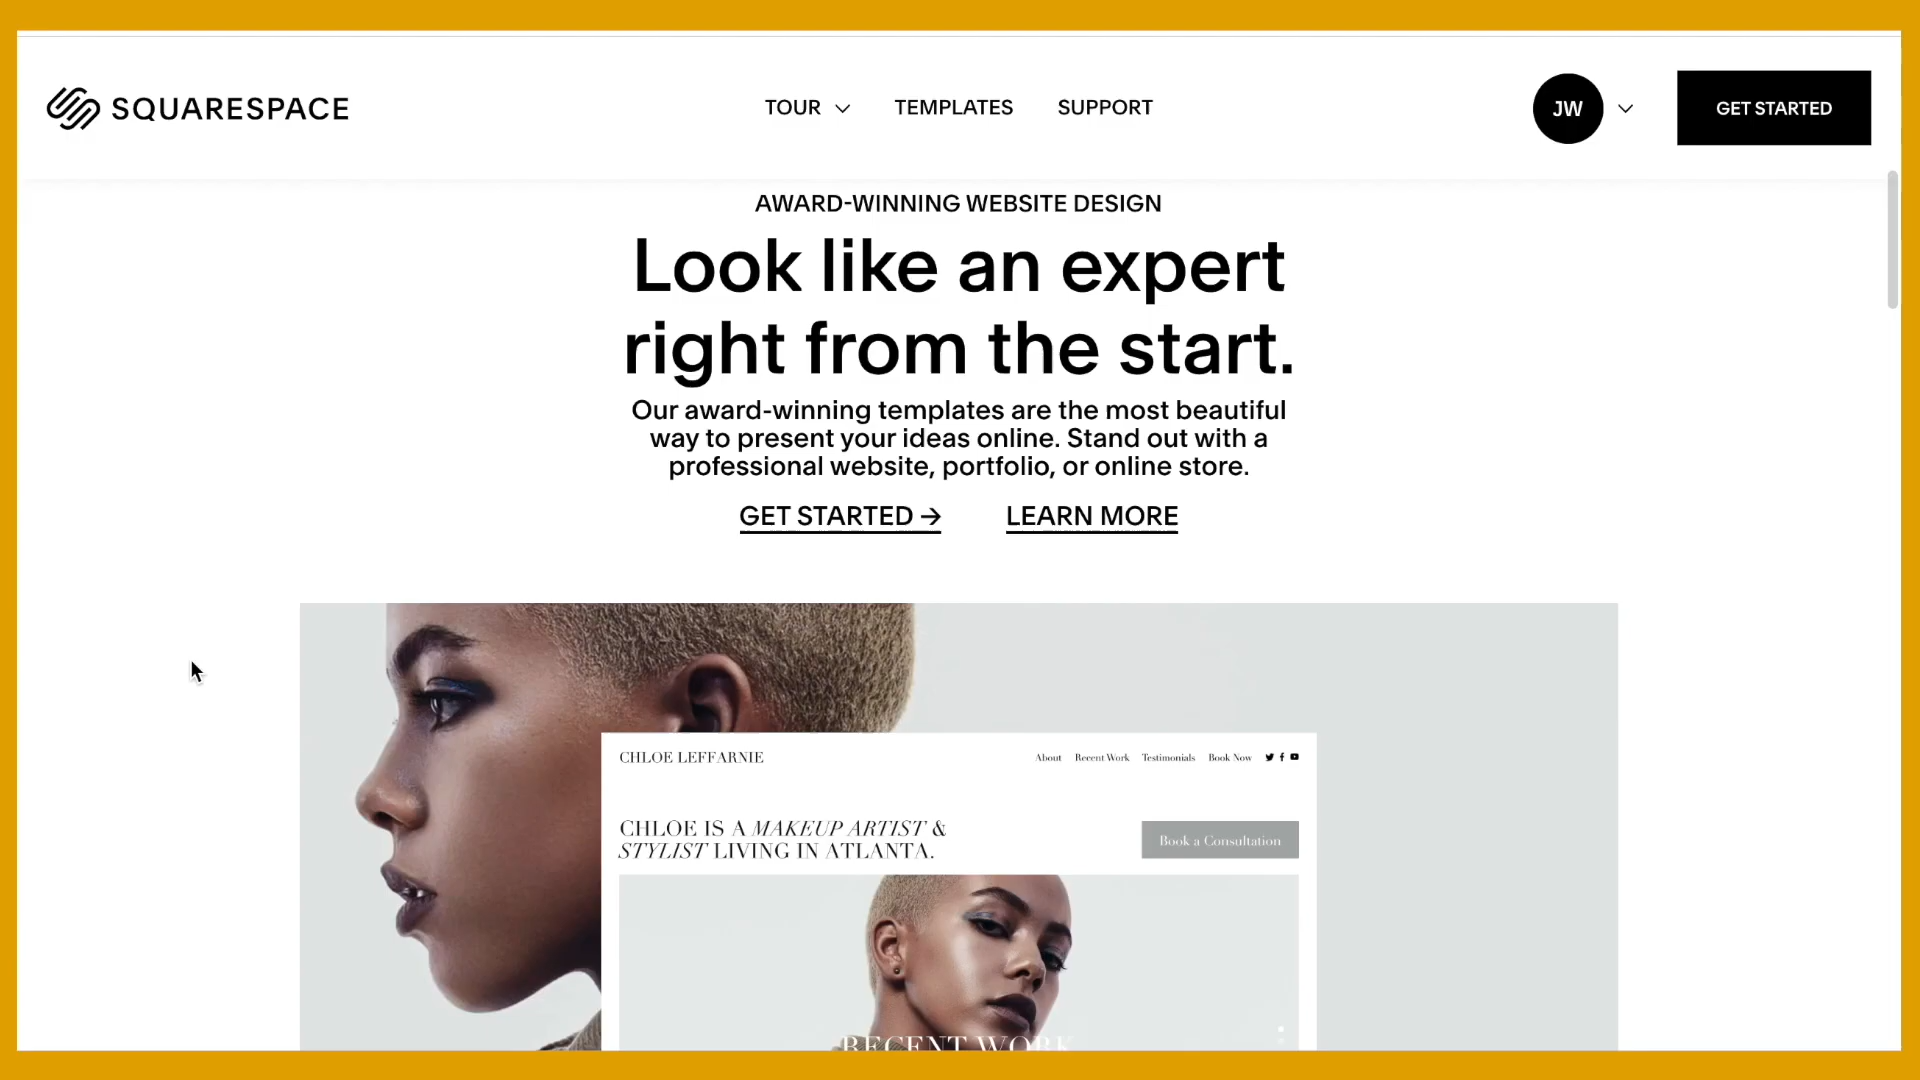 SQUARESPACE
TOUR TEMPLATES SUPPORT
JW
GET STARTED
AWARD-WINNING WEBSITE DESIGN
Look like an expert
right from the start.
Our award-winning templates are the most beautiful
way to present your ideas online. Stand out with a
professional website, portfolio, or online store.
GET STARTED → LEARN MORE
CHLOE LEFFARNIE
About Recent Work Testimonials Book Now
CHLOE IS A MAKEUP ARTIST &
STYLIST LIVING IN ATLANTA.
Book a Consultation
RECENT WORK